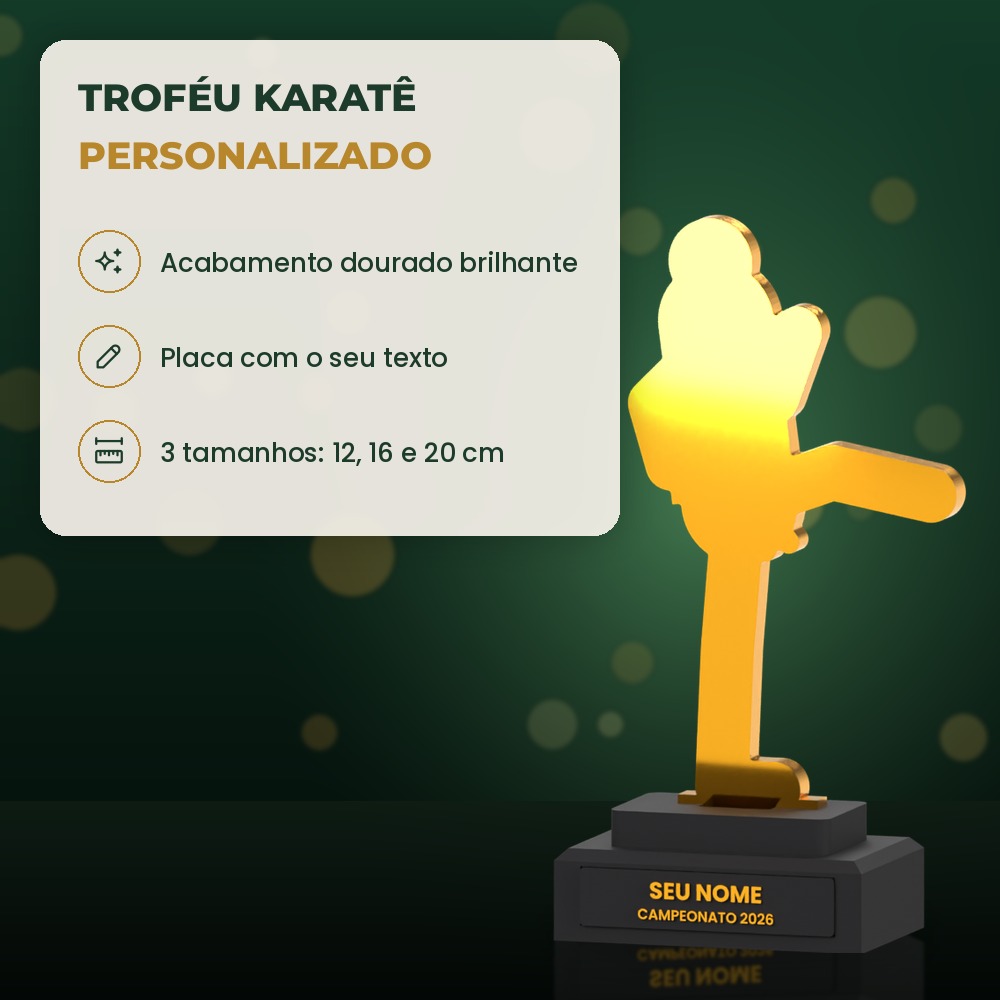 TROFÉU KARATÊ
PERSONALIZADO
Acabamento dourado brilhante
Placa com o seu texto
3 tamanhos: 12, 16 e 20 cm
SEU NOME
CAMPEONATO 2026